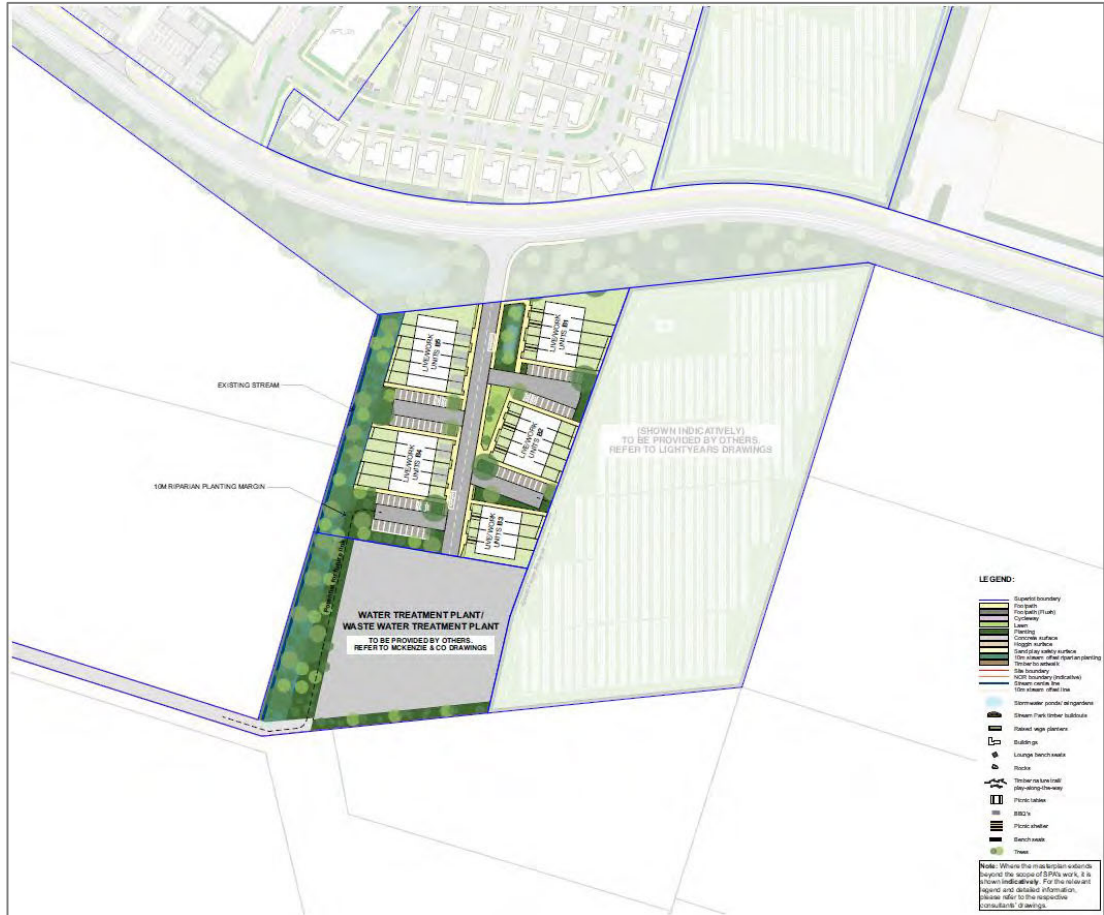 LIVE/WORK
UNITS B5
LIVE/WORK
UNITS B1
EXISTING STREAM
LIVE/WORK
UNITS B2
(SHOWN INDICATIVELY)
TO BE PROVIDED BY OTHERS.
REFER TO LIGHTYEARS DRAWINGS
LIVE/WORK
UNITS B4
10M RIPARIAN PLANTING MARGIN
LIVE/WORK
UNITS B3
WATER TREATMENT PLANT/
WASTE WATER TREATMENT PLANT
TO BE PROVIDED BY OTHERS.
REFER TO MCKENZIE & CO DRAWINGS
LEGEND:
Superlot boundary
Footpath
Footpath (Flush)
Cycleway
Lawn
Planting
Concrete surface
Hoggin surface
Sand play safety surface
10m stream offset riparian planting
Timber boardwalk
Site boundary
NOR boundary (indicative)
Stream centre line
10m stream offset line
Stormwater ponds/ raingardens
Stream Park timber buildouts
Raised vege planters
Buildings
Lounge bench seats
Rocks
Timber nature trail/
play-along-the-way
Picnic tables
BBQ's
Picnic shelter
Bench seats
Trees
Note: Where the masterplan extends
beyond the scope of SPA's work, it is
shown indicatively. For the relevant
legend and detailed information,
please refer to the respective
consultants' drawings.